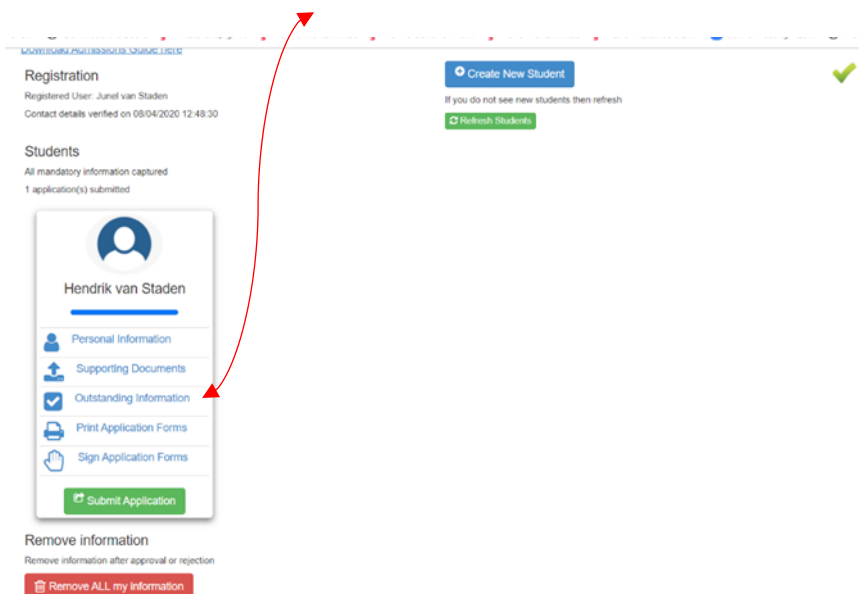 Download Admissions Guide here
Registration
Registered User: Junel van Staden
Contact details verified on 08/04/2020 12:48:30
Create New Student
If you do not see new students then refresh
Refresh Students
Students
All mandatory information captured
1 application(s) submitted
Hendrik van Staden
Personal Information
Supporting Documents
Outstanding Information
Print Application Forms
Sign Application Forms
Submit Application
Remove information
Remove information after approval or rejection
Remove ALL my Information